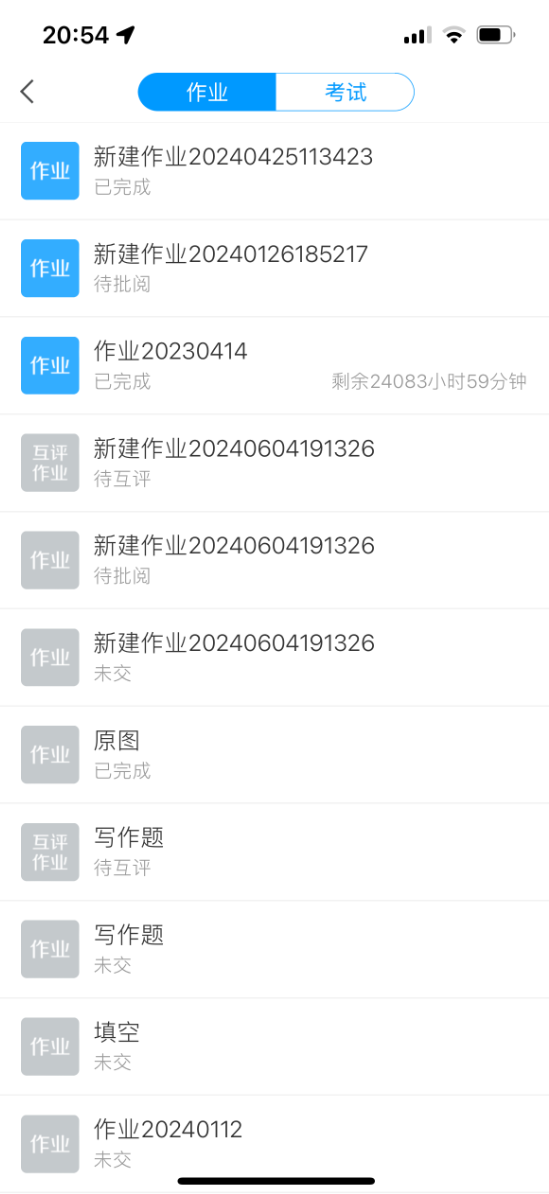 20:54
作业 考试
作业 新建作业20240425113423
已完成
作业 新建作业20240126185217
待批阅
作业 作业20230414
已完成 剩余24083小时59分钟
互评
作业 新建作业20240604191326
待互评
作业 新建作业20240604191326
待批阅
作业 新建作业20240604191326
未交
作业 原图
已完成
互评
作业 写作题
待互评
作业 写作题
未交
作业 填空
未交
作业 作业20240112
未交